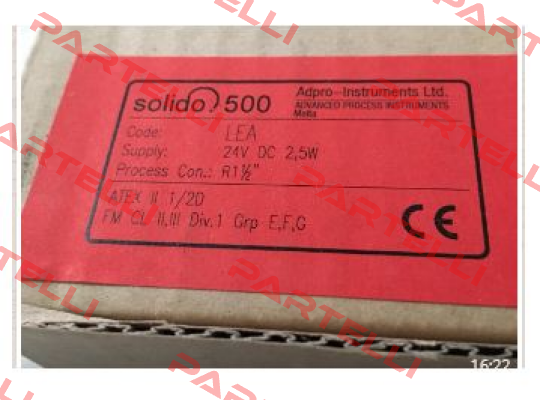 solido 500
Adpro-Instruments Ltd.
ADVANCED PROCESS INSTRUMENTS
Malta
Code: LEA
Supply: 24V DC 2,5W
Process Con.: R1½"
ATEX II 1/2D
FM CL II,III Div.1 Grp E,F,G
CE
16:22
PARTELLI
PARTELLI
PARTELLI
PARTELLI
PARTELLI
PARTELLI